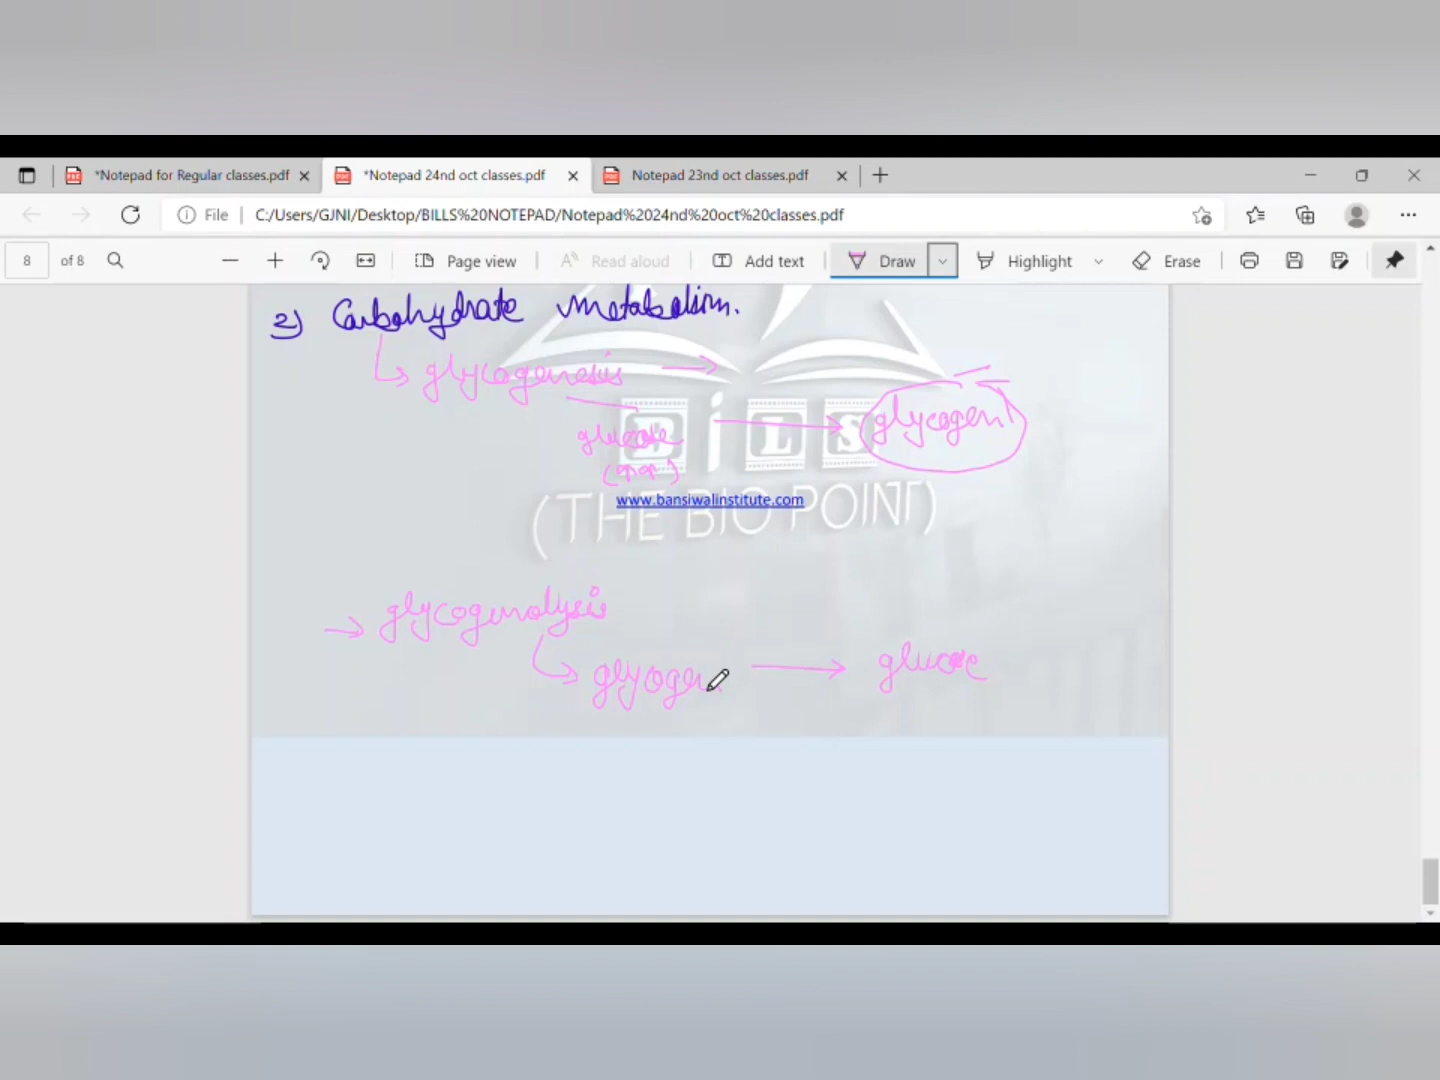 *Notepad for Regular classes.pdf
*Notepad 24nd oct classes.pdf
Notepad 23nd oct classes.pdf
File
C:/Users/GJNI/Desktop/BILLS%20NOTEPAD/Notepad%2024nd%20oct%20classes.pdf
8 of 8
Page view
Read aloud
Add text
Draw
Highlight
Erase
2) Carbohydrate metabolism.
↳ glycogenesis →
glucose → glycogen
(↑↑)
BiLS
www.bansiwalinstitute.com
(THE BIO POINT)
→ glycogenolysis
↳ glyogen → glucose